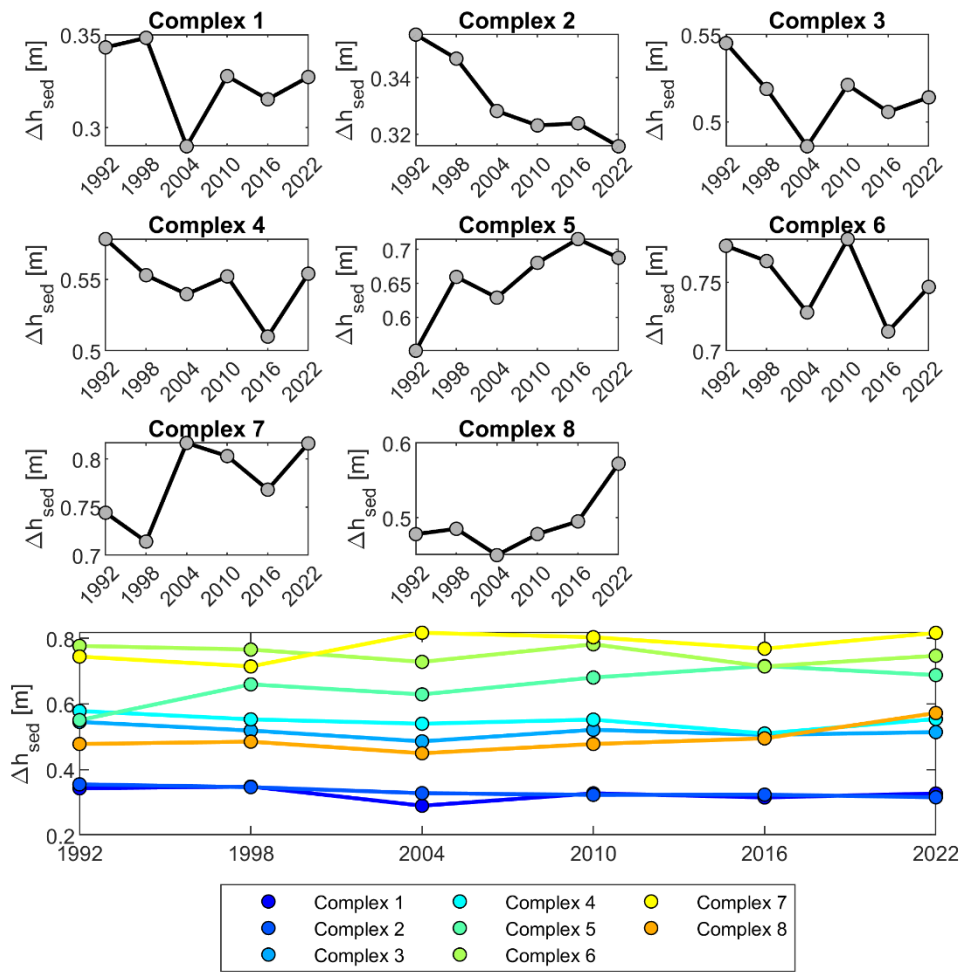 Complex 1
Δh_sed [m]
0.35
0.3
1992 1998 2004 2010 2016 2022
Complex 2
Δh_sed [m]
0.34
0.32
1992 1998 2004 2010 2016 2022
Complex 3
Δh_sed [m]
0.55
0.5
1992 1998 2004 2010 2016 2022
Complex 4
Δh_sed [m]
0.55
0.5
1992 1998 2004 2010 2016 2022
Complex 5
Δh_sed [m]
0.7
0.65
0.6
1992 1998 2004 2010 2016 2022
Complex 6
Δh_sed [m]
0.75
0.7
1992 1998 2004 2010 2016 2022
Complex 7
Δh_sed [m]
0.8
0.75
0.7
1992 1998 2004 2010 2016 2022
Complex 8
Δh_sed [m]
0.6
0.5
1992 1998 2004 2010 2016 2022
Δh_sed [m]
0.8
0.6
0.4
0.2
1992 1998 2004 2010 2016 2022
Complex 1
Complex 2
Complex 3
Complex 4
Complex 5
Complex 6
Complex 7
Complex 8